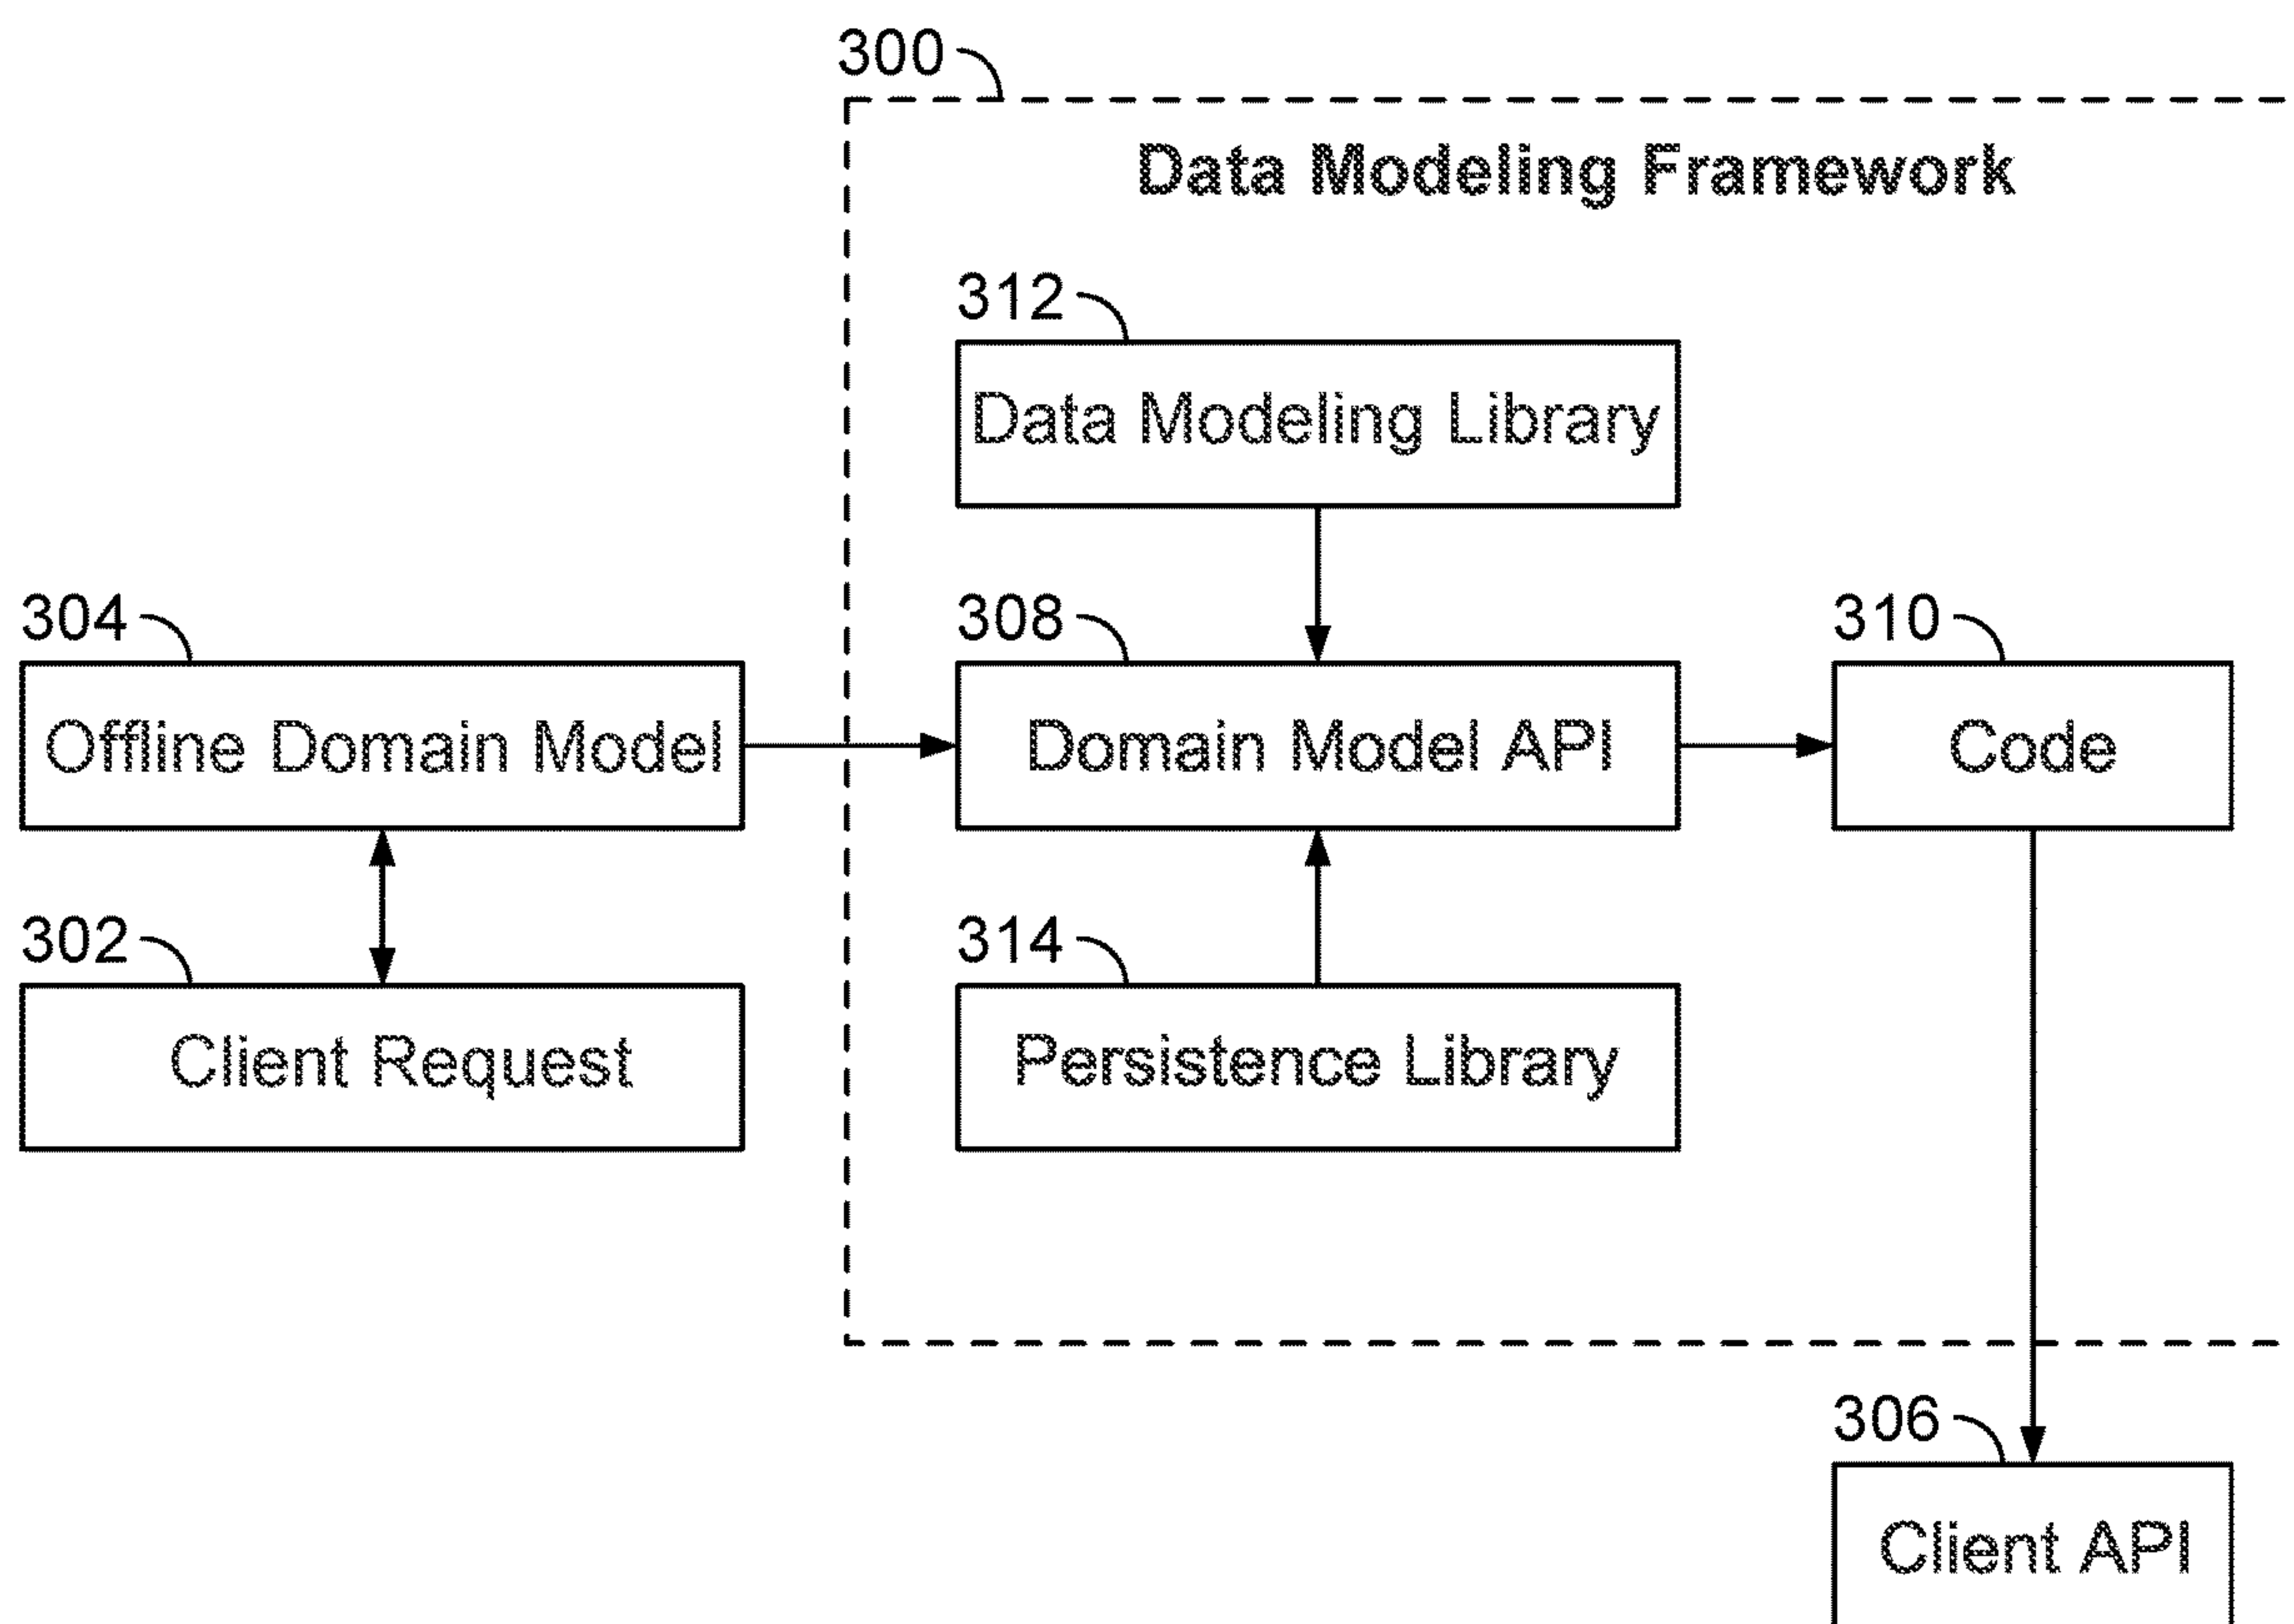 300
Data Modeling Framework
312
Data Modeling Library
304
308
310
Offline Domain Model
Domain Model API
Code
302
314
Client Request
Persistence Library
306
Client API